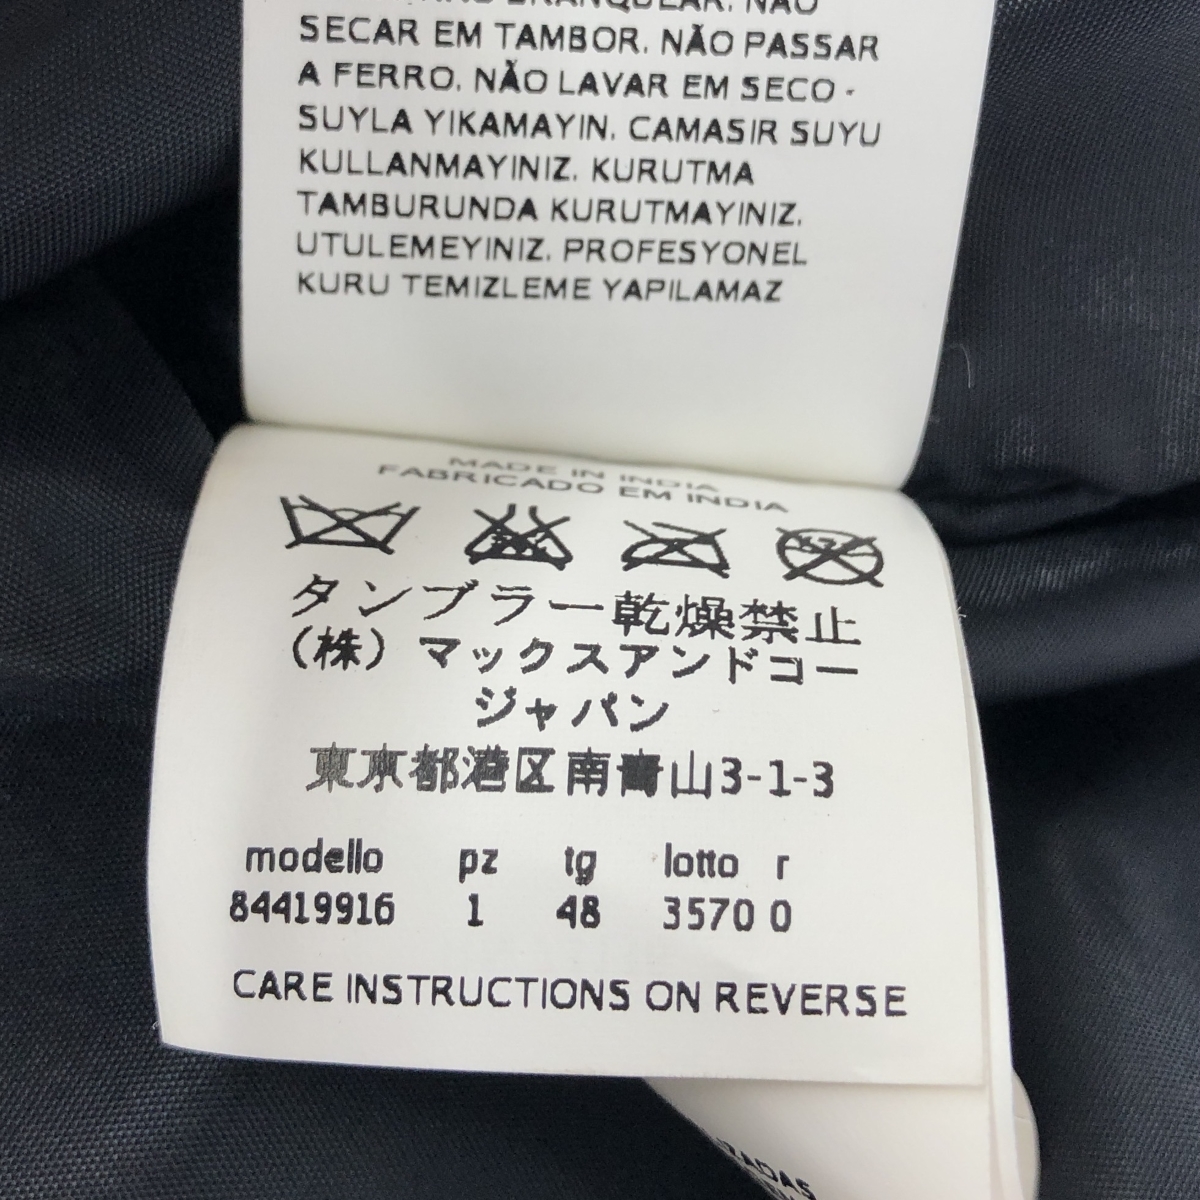 NÃO
SECAR EM TAMBOR. NÃO PASSAR
A FERRO. NÃO LAVAR EM SECO -
SUYLA YIKAMAYIN. CAMASIR SUYU
KULLANMAYINIZ. KURUTMA
TAMBURUNDA KURUTMAYINIZ.
UTULEMEYINIZ. PROFESYONEL
KURU TEMIZLEME YAPILAMAZ
MADE IN INDIA
FABRICADO EM INDIA
タンブラー乾燥禁止
（株）マックスアンドコー
ジャパン
東京都港区南青山3-1-3
modello pz tg lotto r
84419916 1 48 3570 0
CARE INSTRUCTIONS ON REVERSE